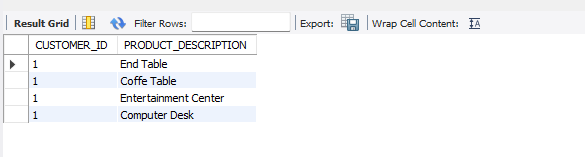 Result Grid Filter Rows: Export: Wrap Cell Content: IA
CUSTOMER_ID PRODUCT_DESCRIPTION
1 End Table
1 Coffe Table
1 Entertainment Center
1 Computer Desk